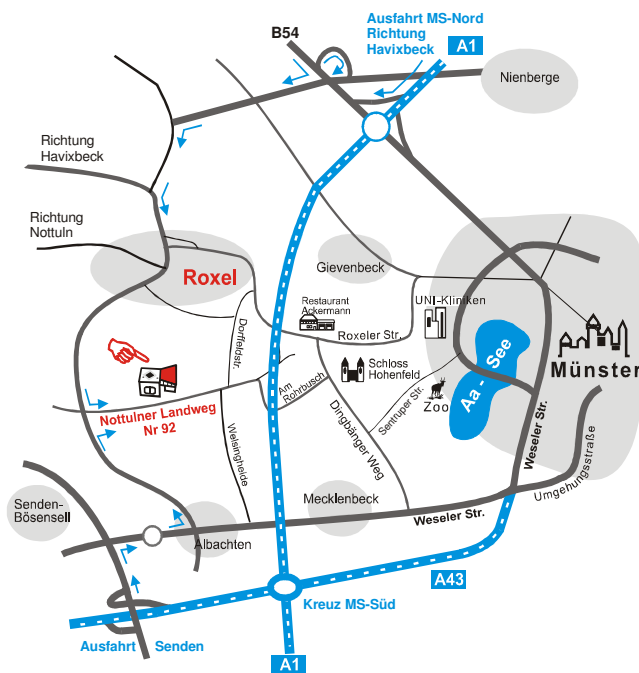 Ausfahrt MS-Nord
Richtung
Havixbeck
A1
B54
Nienberge
Richtung
Havixbeck
Richtung
Nottuln
Roxel
Gievenbeck
Restaurant
Ackermann
UNI-Kliniken
Roxeler Str.
Dorffeldstr.
Schloss
Hohenfeld
Aa - See
Münster
Am
Rohrbusch
Sentruper Str.
Zoo
Nottulner Landweg
Nr 92
Dingbänger Weg
Weseler Str.
Welsingheide
Umgehungsstraße
Senden-
Bösensell
Mecklenbeck
Weseler Str.
Albachten
A43
Kreuz MS-Süd
Ausfahrt
Senden
A1